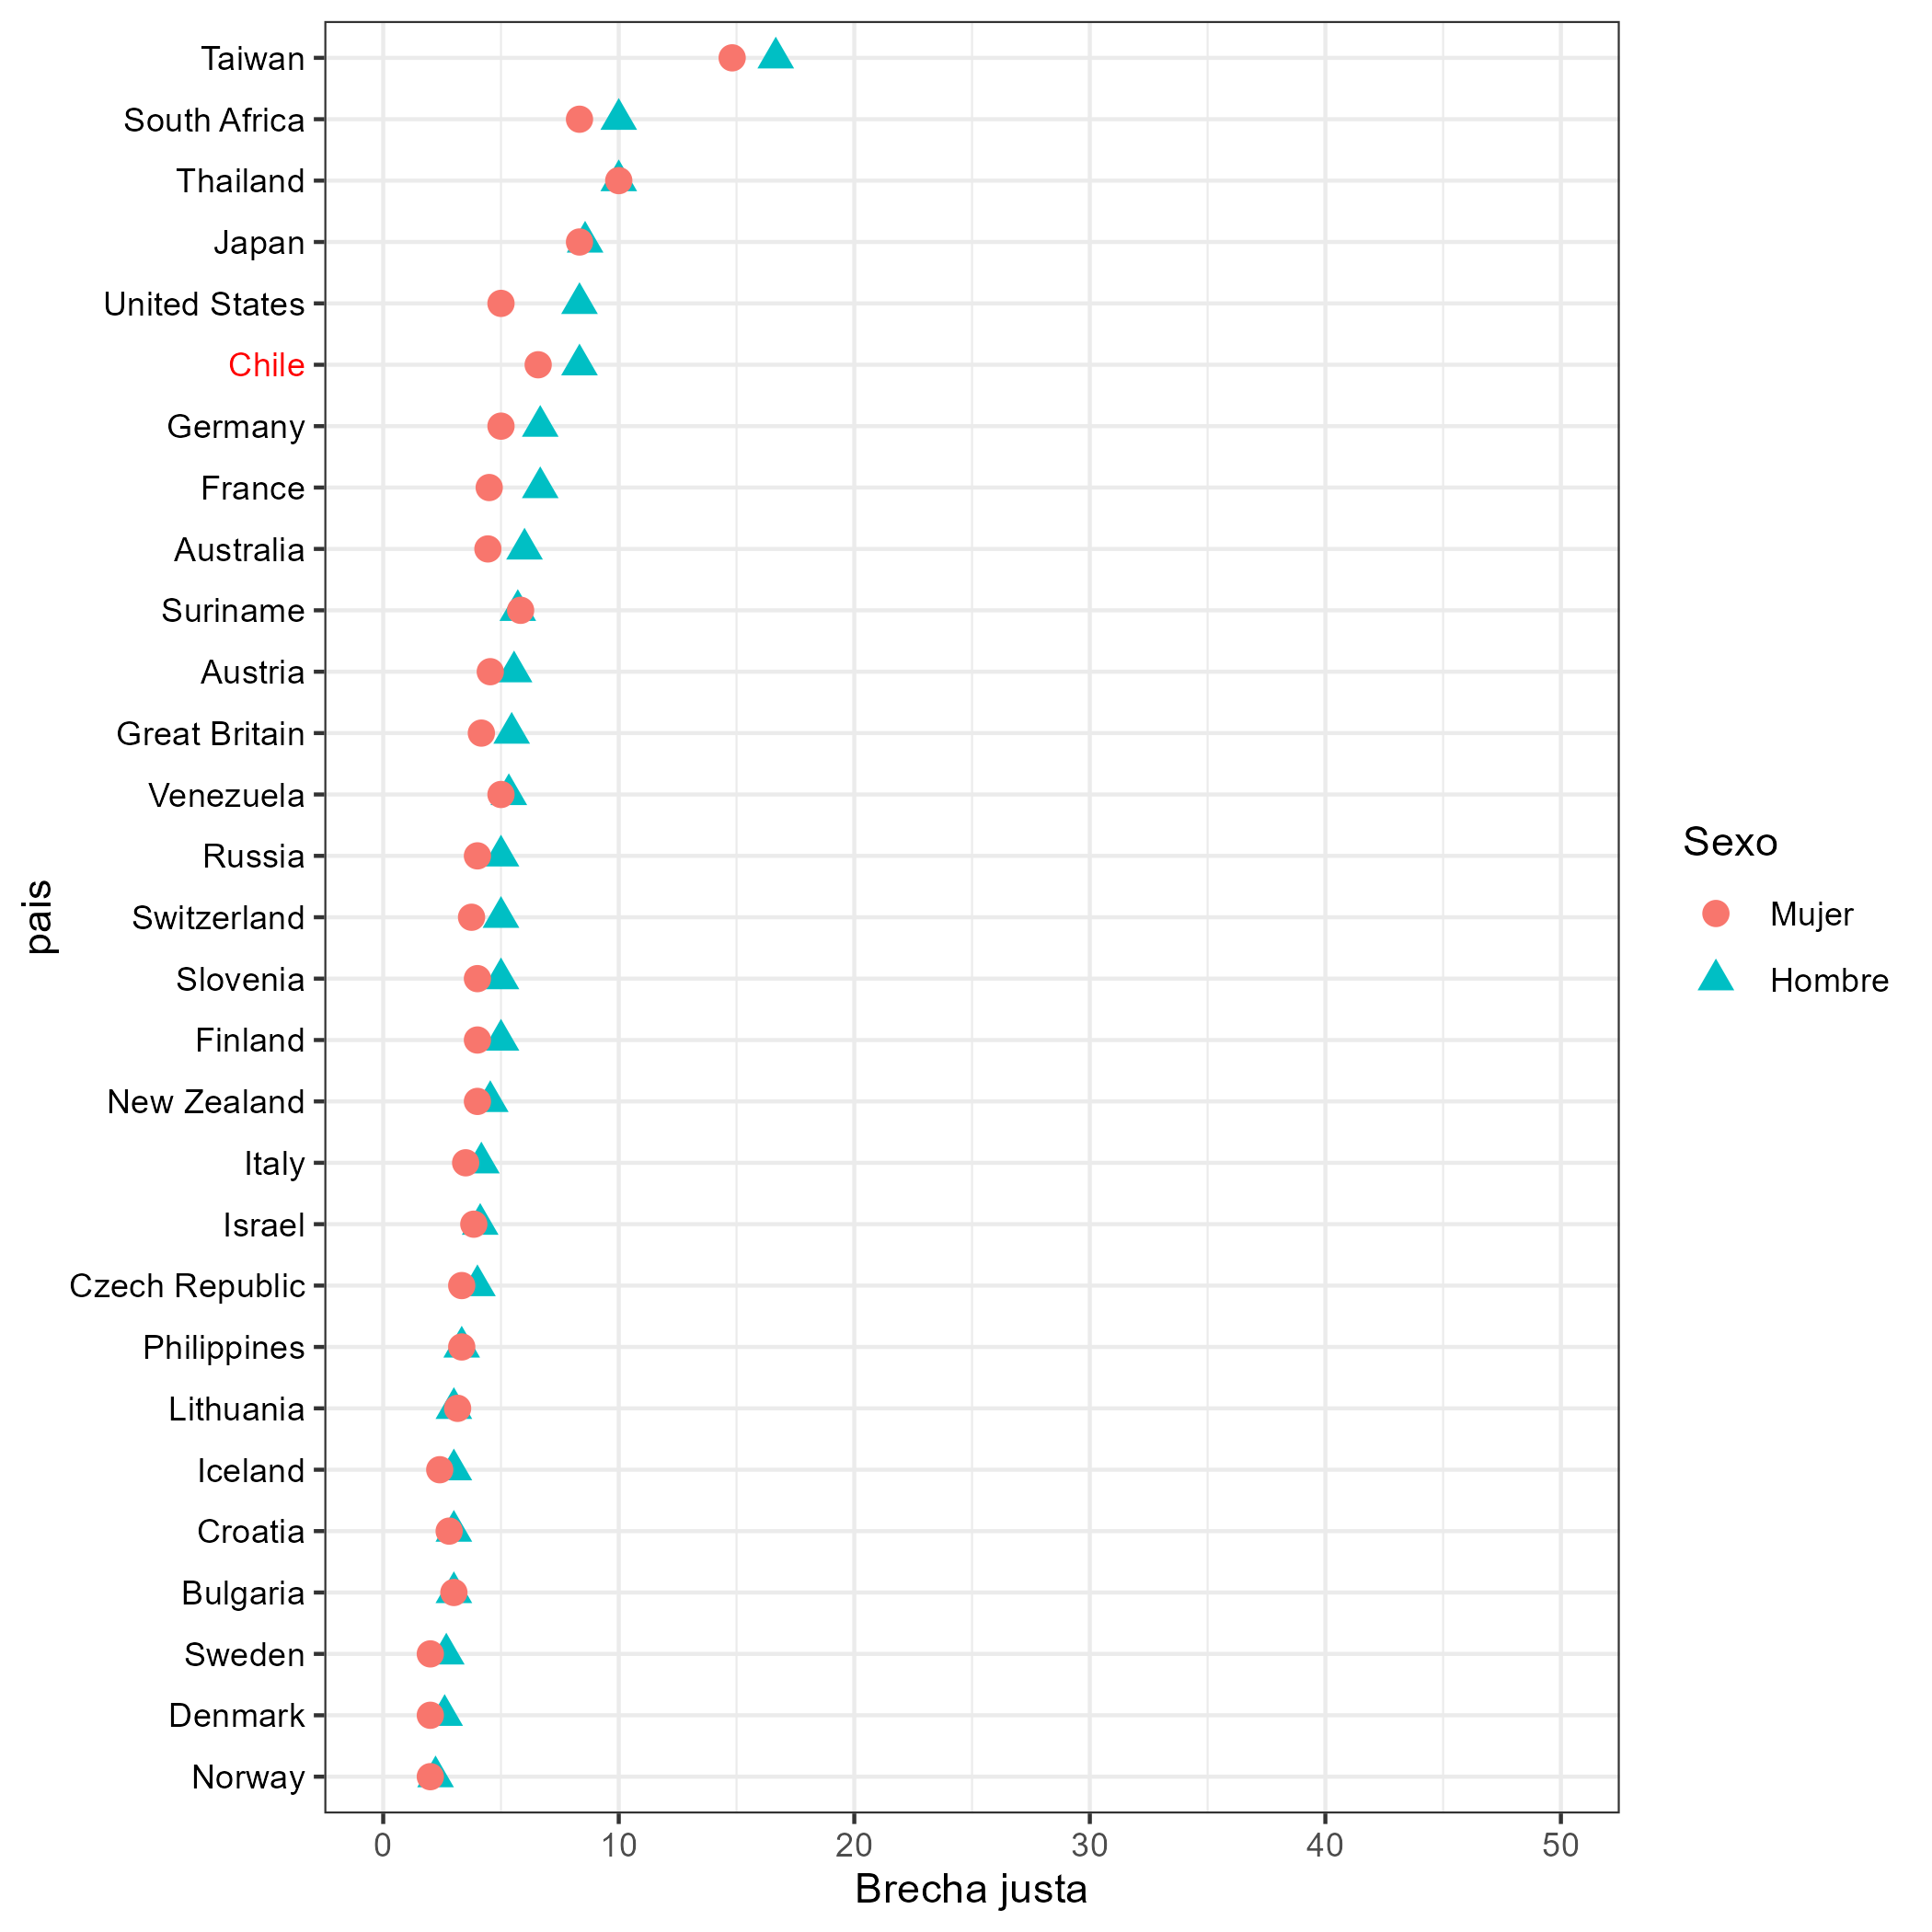 Taiwan
South Africa
Thailand
Japan
United States
Chile
Germany
France
Australia
Suriname
Austria
Great Britain
Venezuela
Russia
Switzerland
Slovenia
Finland
New Zealand
Italy
Israel
Czech Republic
Philippines
Lithuania
Iceland
Croatia
Bulgaria
Sweden
Denmark
Norway
pais
0 10 20 30 40 50
Brecha justa
Sexo
Mujer
Hombre